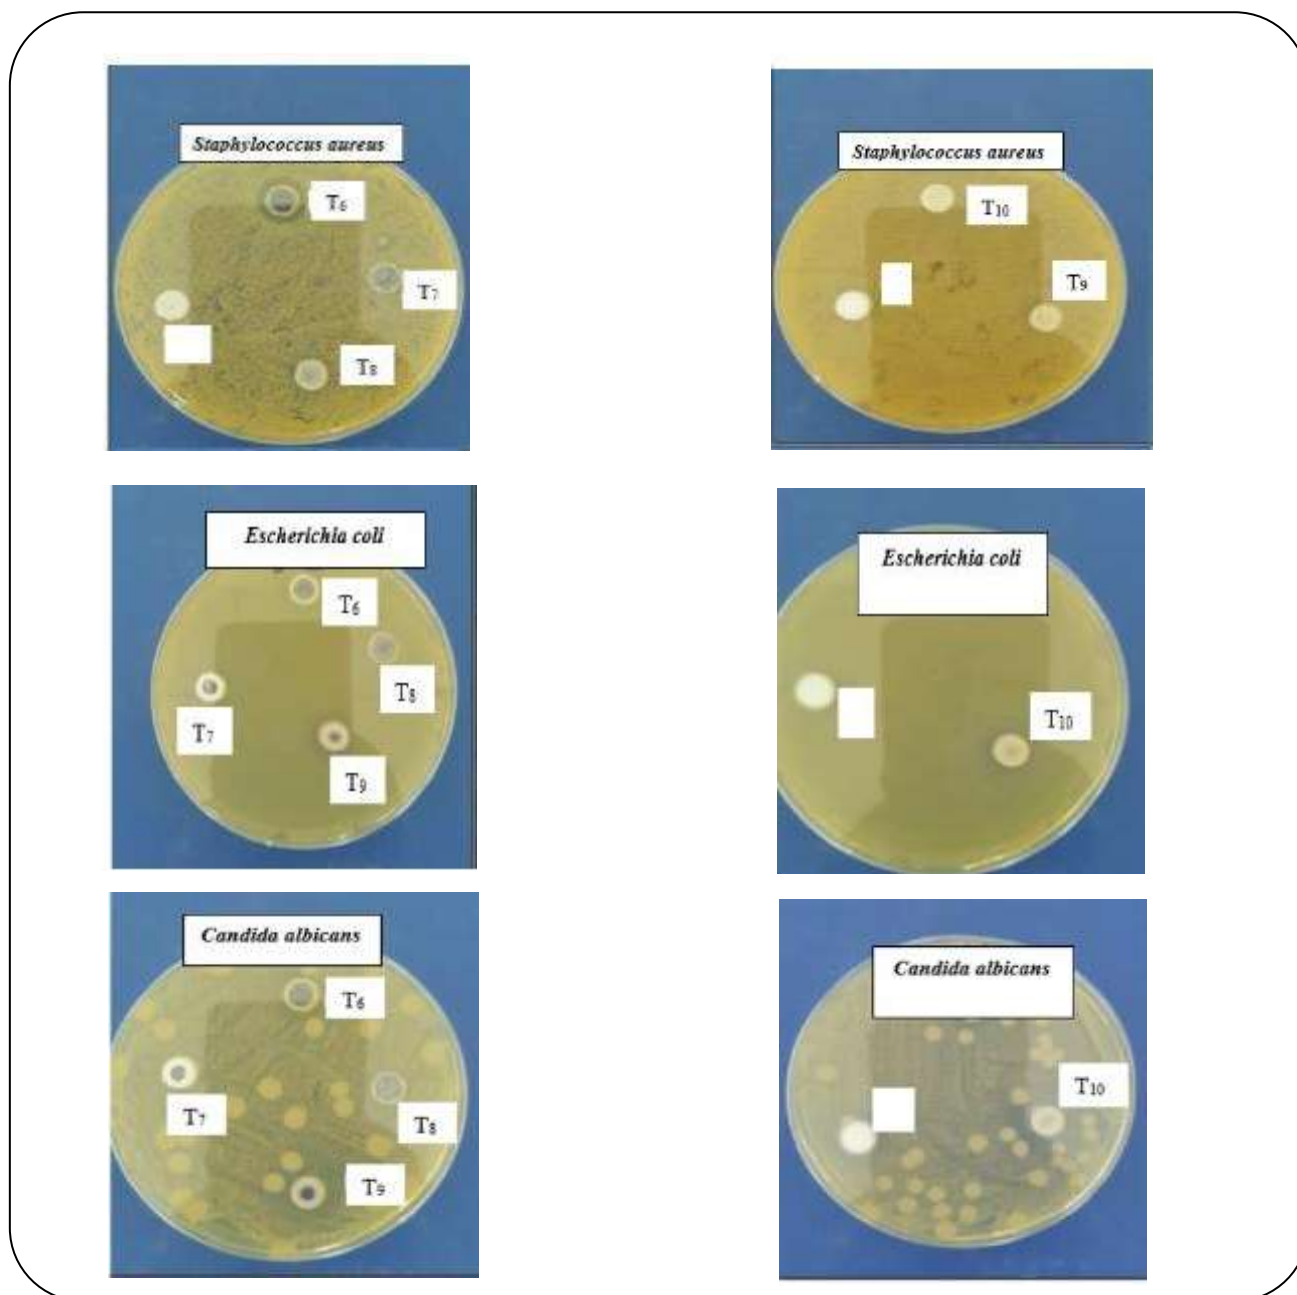 Staphylococcus aureus
T₆
T₇
T₈
Staphylococcus aureus
T₁₀
T₉
Escherichia coli
T₆
T₈
T₇
T₉
Escherichia coli
T₁₀
Candida albicans
T₆
T₇
T₈
T₉
Candida albicans
T₁₀